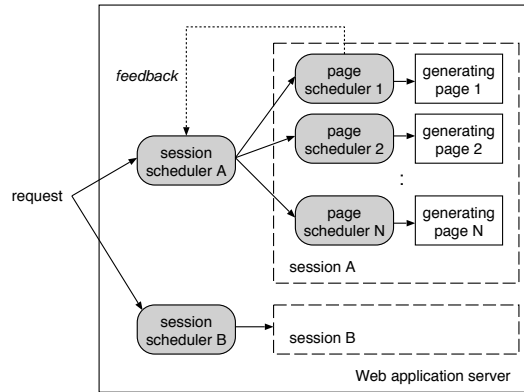 feedback
page
scheduler 1
generating
page 1
page
scheduler 2
generating
page 2
session
scheduler A
:
request
page
scheduler N
generating
page N
session A
session
scheduler B
session B
Web application server